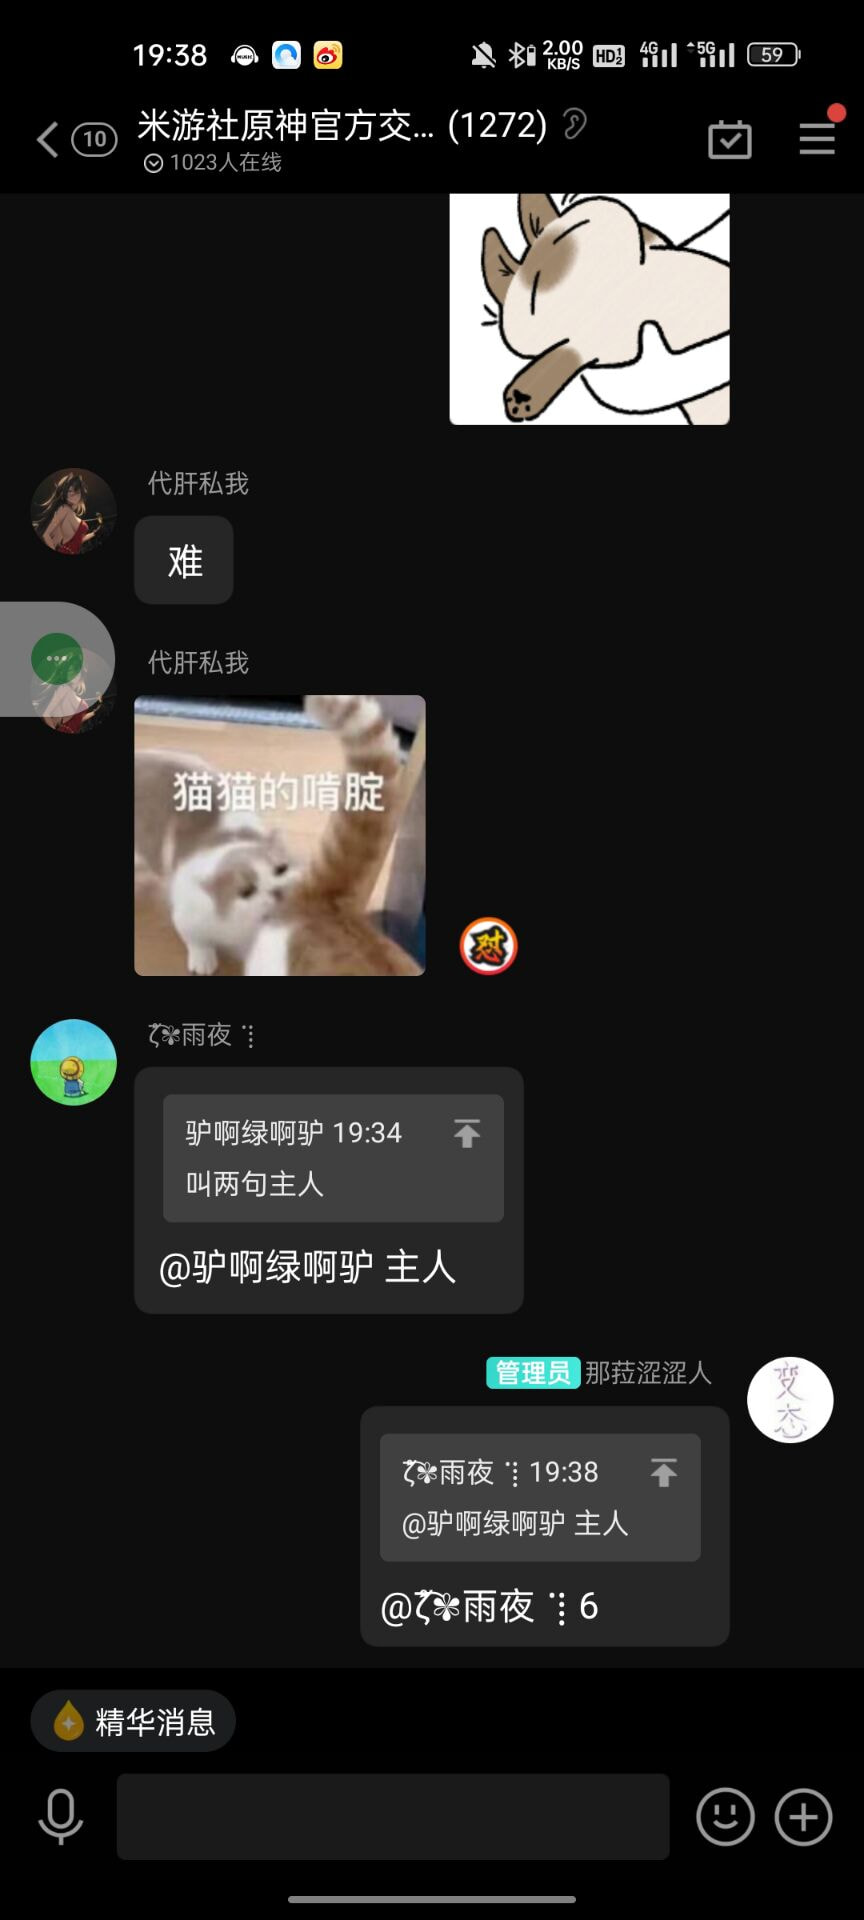 19:38
2.00
KB/S
HD
4G
5G
59
10
米游社原神官方交... (1272)
1023人在线
代肝私我
难
代肝私我
猫猫的啃腚
怼
雨夜
驴啊绿啊驴 19:34
叫两句主人
@驴啊绿啊驴 主人
管理员 那菈涩涩人
变态
雨夜 19:38
@驴啊绿啊驴 主人
@ 雨夜 6
精华消息